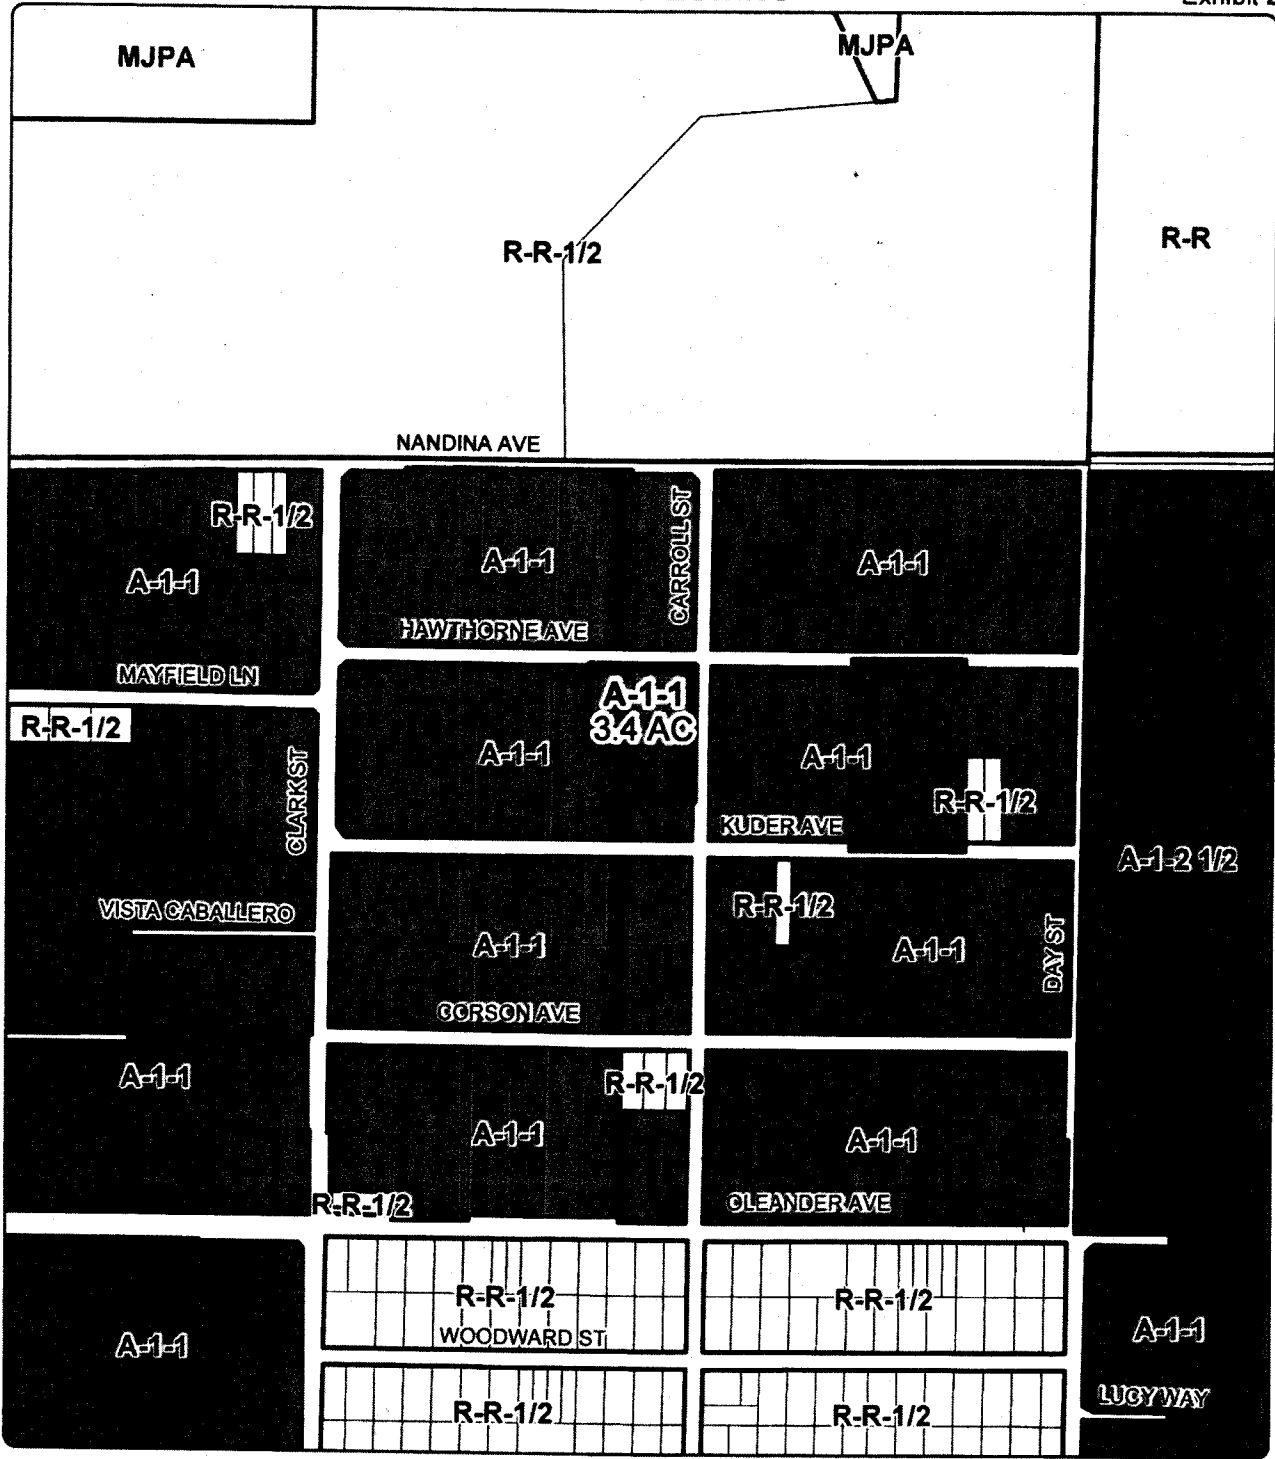 Exhibit 2
MJPA
MJPA
R-R-1/2
R-R
NANDINA AVE
R-R-1/2
A-1-1
MAYFIELD LN
A-1-1
HAWTHORNE AVE
CARROLL ST
A-1-1
R-R-1/2
CLARK ST
VISTA CABALLERO
A-1-1
A-1-1
3.4 AC
A-1-1
KUDER AVE
R-R-1/2
A-1-2 1/2
A-1-1
CORSON AVE
R-R-1/2
A-1-1
DAY ST
A-1-1
R-R-1/2
A-1-1
R-R-1/2
A-1-1
OLEANDER AVE
A-1-1
R-R-1/2
WOODWARD ST
R-R-1/2
A-1-1
LUCY WAY
R-R-1/2
R-R-1/2